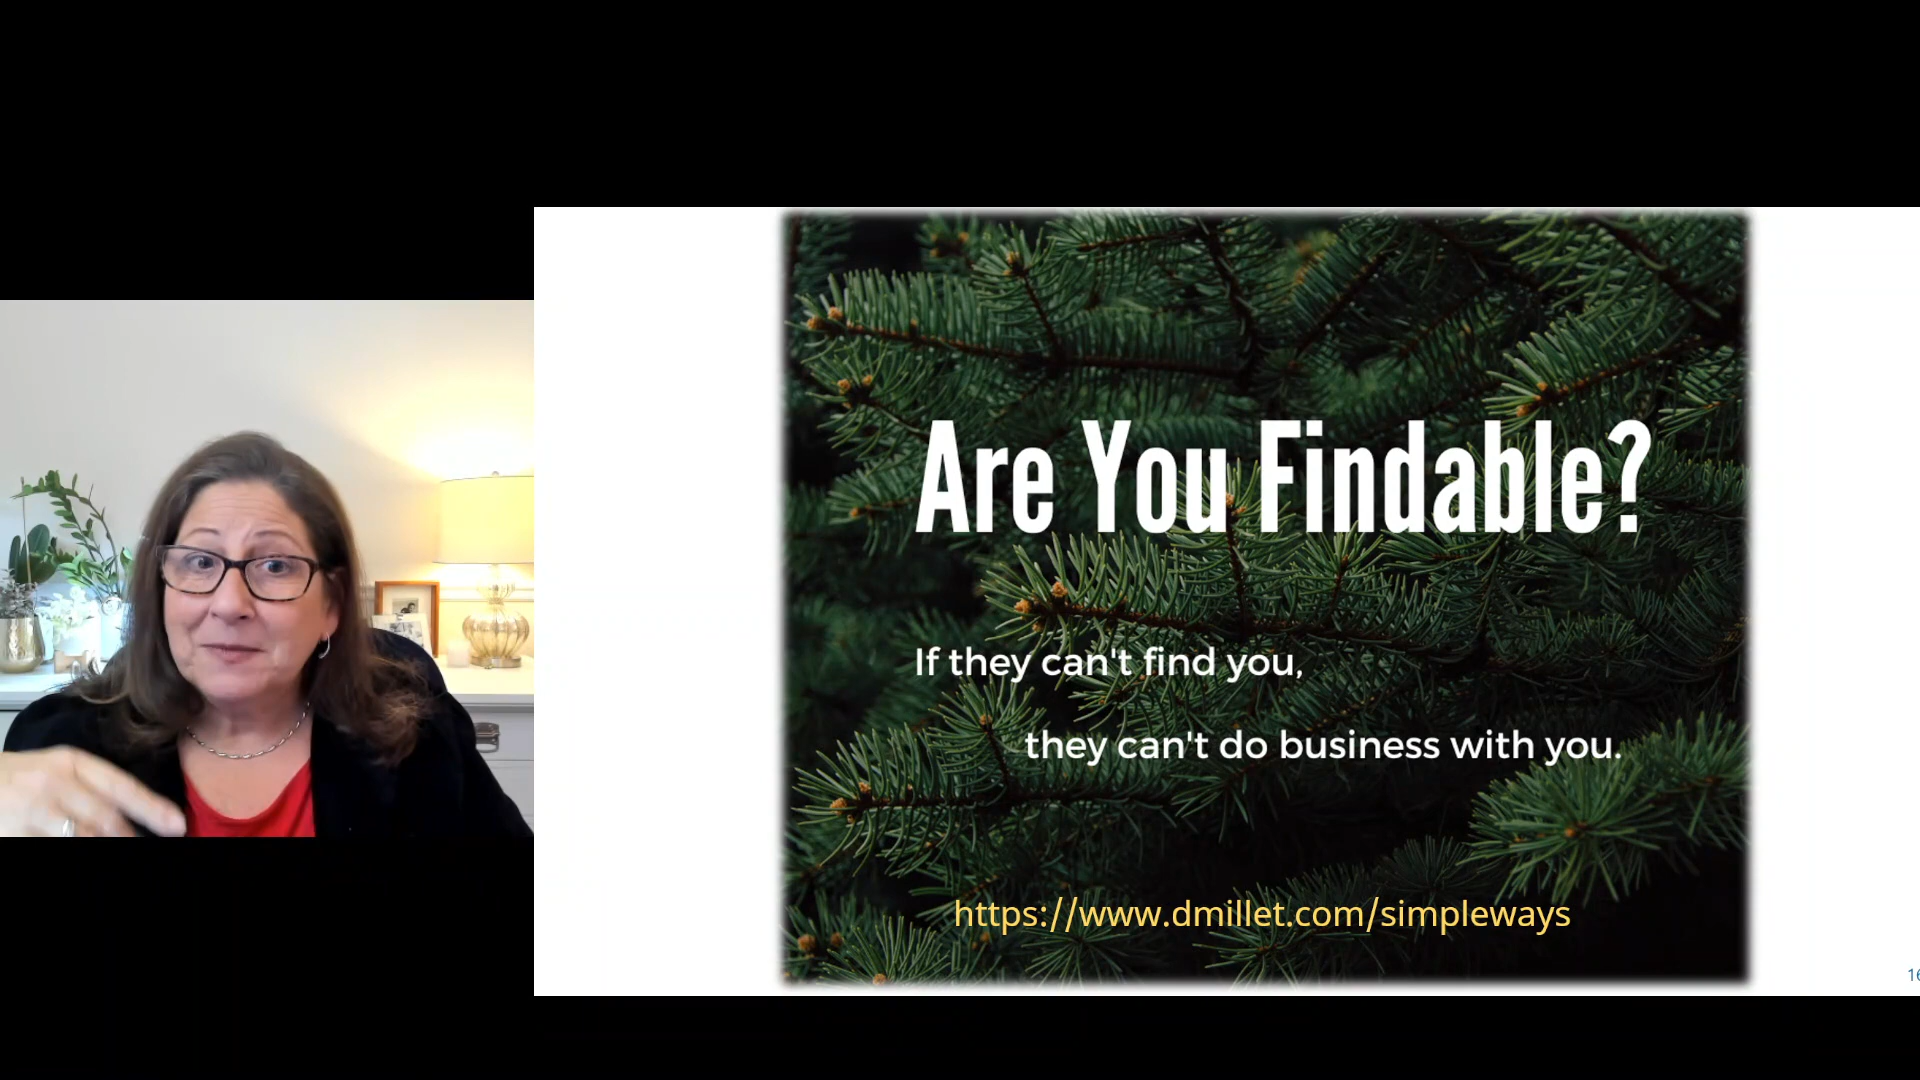 Are You Findable?
If they can't find you,
they can't do business with you.
https://www.dmillet.com/simpleways
16